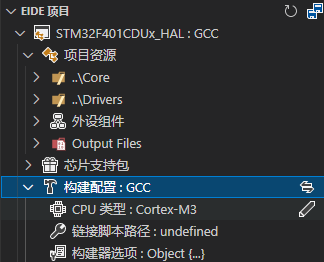 EIDE 项目
STM32F401CDUx_HAL : GCC
项目资源
..\Core
..\Drivers
外设组件
Output Files
芯片支持包
构建配置 : GCC
CPU 类型 : Cortex-M3
链接脚本路径 : undefined
构建器选项 : Object {...}